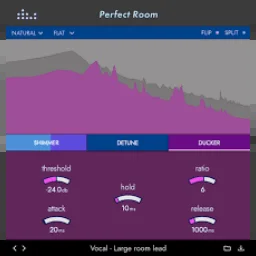 Perfect Room
NATURAL FLAT FLIP SPLIT
SHIMMER DETUNE DUCKER
threshold ratio
-24.0db 6
hold
10ms
attack release
20ms 1000ms
Vocal - Large room lead